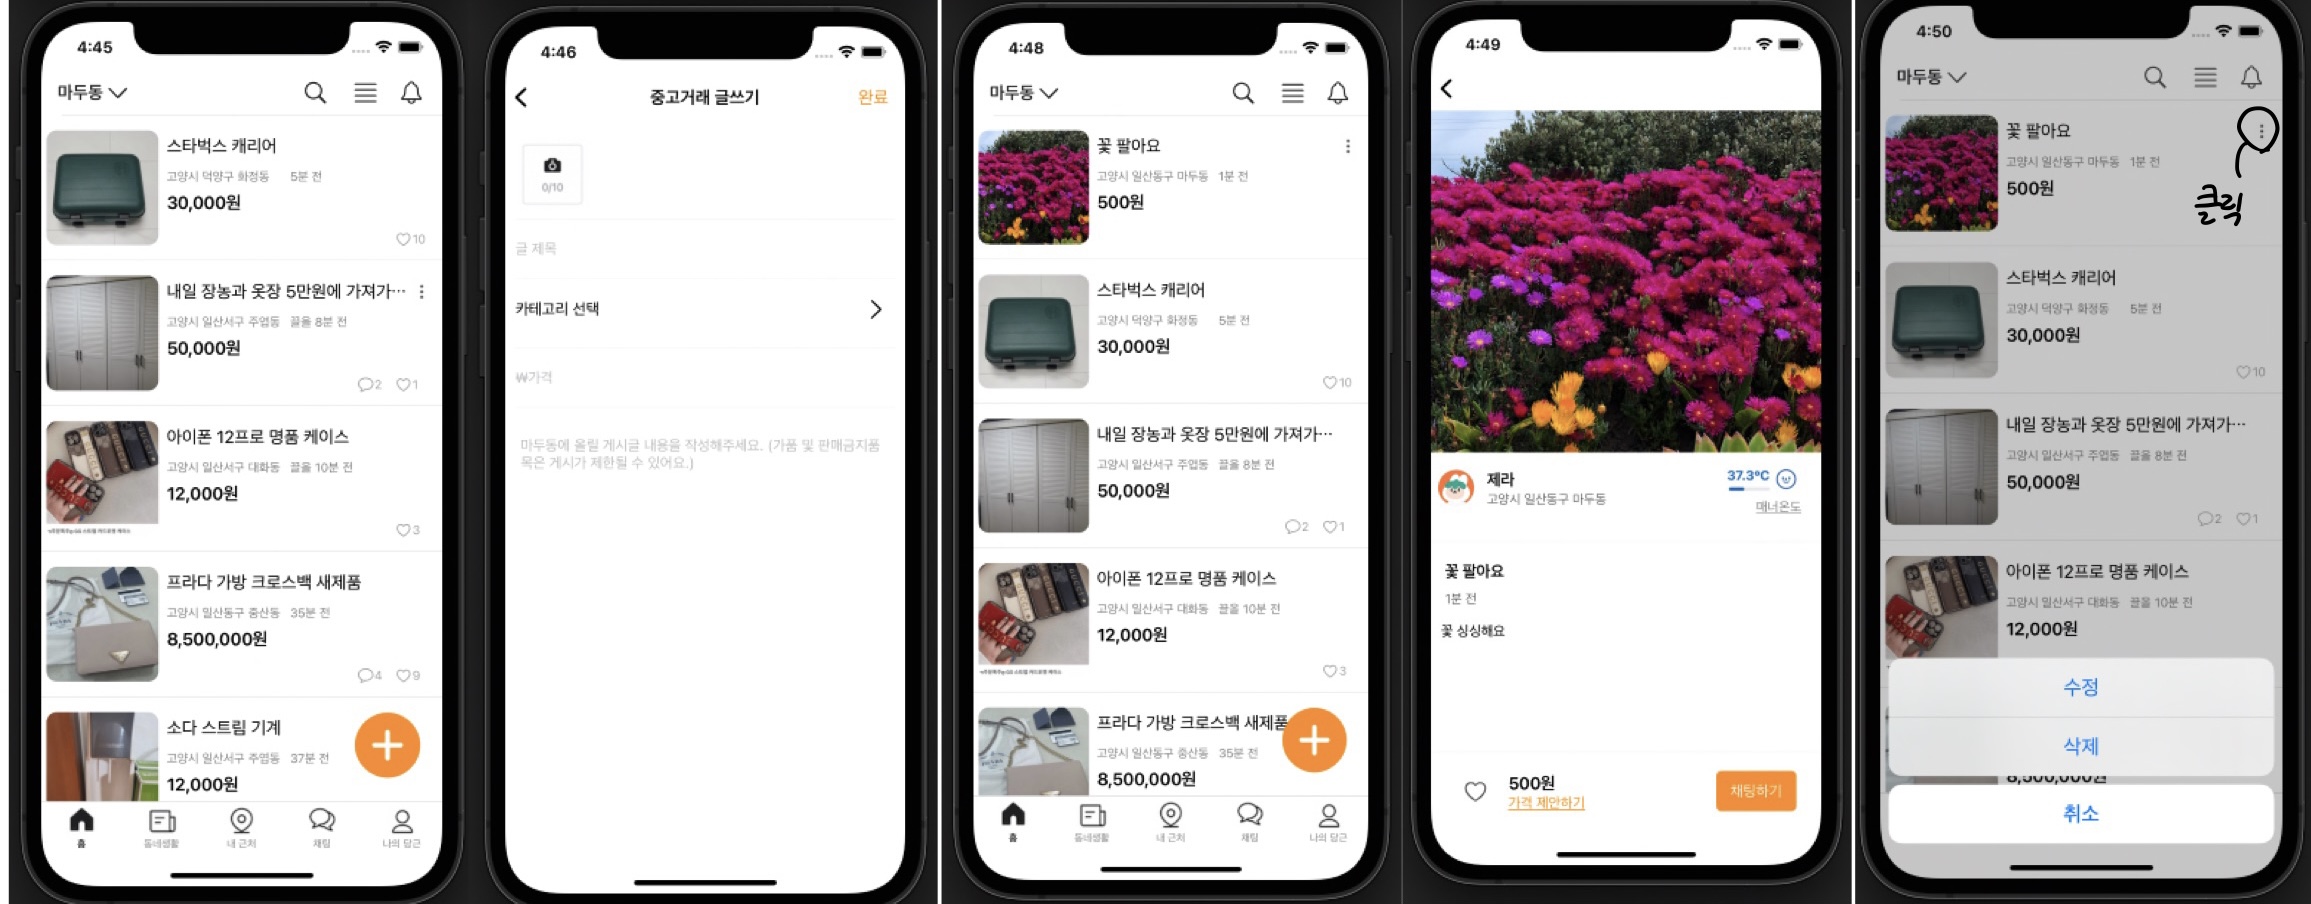 4:45
마두동
스타벅스 캐리어
고양시 덕양구 화정동 5분 전
30,000원
10
내일 장농과 옷장 5만원에 가져가…
고양시 일산서구 주엽동 끌올 8분 전
50,000원
2 1
아이폰 12프로 명품 케이스
고양시 일산서구 대화동 끌올 10분 전
12,000원
3
프라다 가방 크로스백 새제품
고양시 일산동구 중산동 35분 전
8,500,000원
4 9
소다 스트림 기계
고양시 일산서구 주엽동 37분 전
12,000원
홈 동네생활 내 근처 채팅 나의 당근
4:46
중고거래 글쓰기 완료
0/10
글 제목
카테고리 선택
₩가격
마두동에 올릴 게시글 내용을 작성해주세요. (가품 및 판매금지품
목은 게시가 제한될 수 있어요.)
4:48
마두동
꽃 팔아요
고양시 일산동구 마두동 1분 전
500원
스타벅스 캐리어
고양시 덕양구 화정동 5분 전
30,000원
10
내일 장농과 옷장 5만원에 가져가…
고양시 일산서구 주엽동 끌올 8분 전
50,000원
2 1
아이폰 12프로 명품 케이스
고양시 일산서구 대화동 끌올 10분 전
12,000원
3
프라다 가방 크로스백 새제품
고양시 일산동구 중산동 35분 전
8,500,000원
홈 동네생활 내 근처 채팅 나의 당근
4:49
제라
고양시 일산동구 마두동
37.3°C
매너온도
꽃 팔아요
1분 전
꽃 싱싱해요
500원
가격 제안하기
채팅하기
4:50
마두동
꽃 팔아요
고양시 일산동구 마두동 1분 전
500원
클릭
스타벅스 캐리어
고양시 덕양구 화정동 5분 전
30,000원
10
내일 장농과 옷장 5만원에 가져가…
고양시 일산서구 주엽동 끌올 8분 전
50,000원
2 1
아이폰 12프로 명품 케이스
고양시 일산서구 대화동 끌올 10분 전
12,000원
수정
삭제
8,500,000원
취소